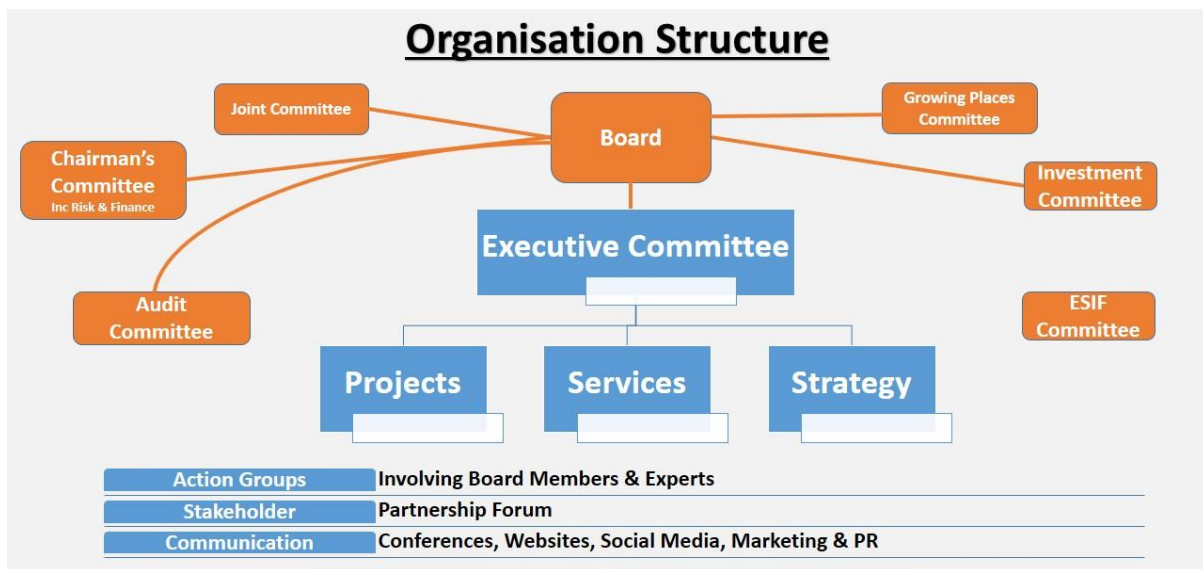 Organisation Structure
Joint Committee
Board
Growing Places
Committee
Chairman's
Committee
Inc Risk & Finance
Investment
Committee
Executive Committee
Audit
Committee
ESIF
Committee
Projects
Services
Strategy
Action Groups Involving Board Members & Experts
Stakeholder Partnership Forum
Communication Conferences, Websites, Social Media, Marketing & PR